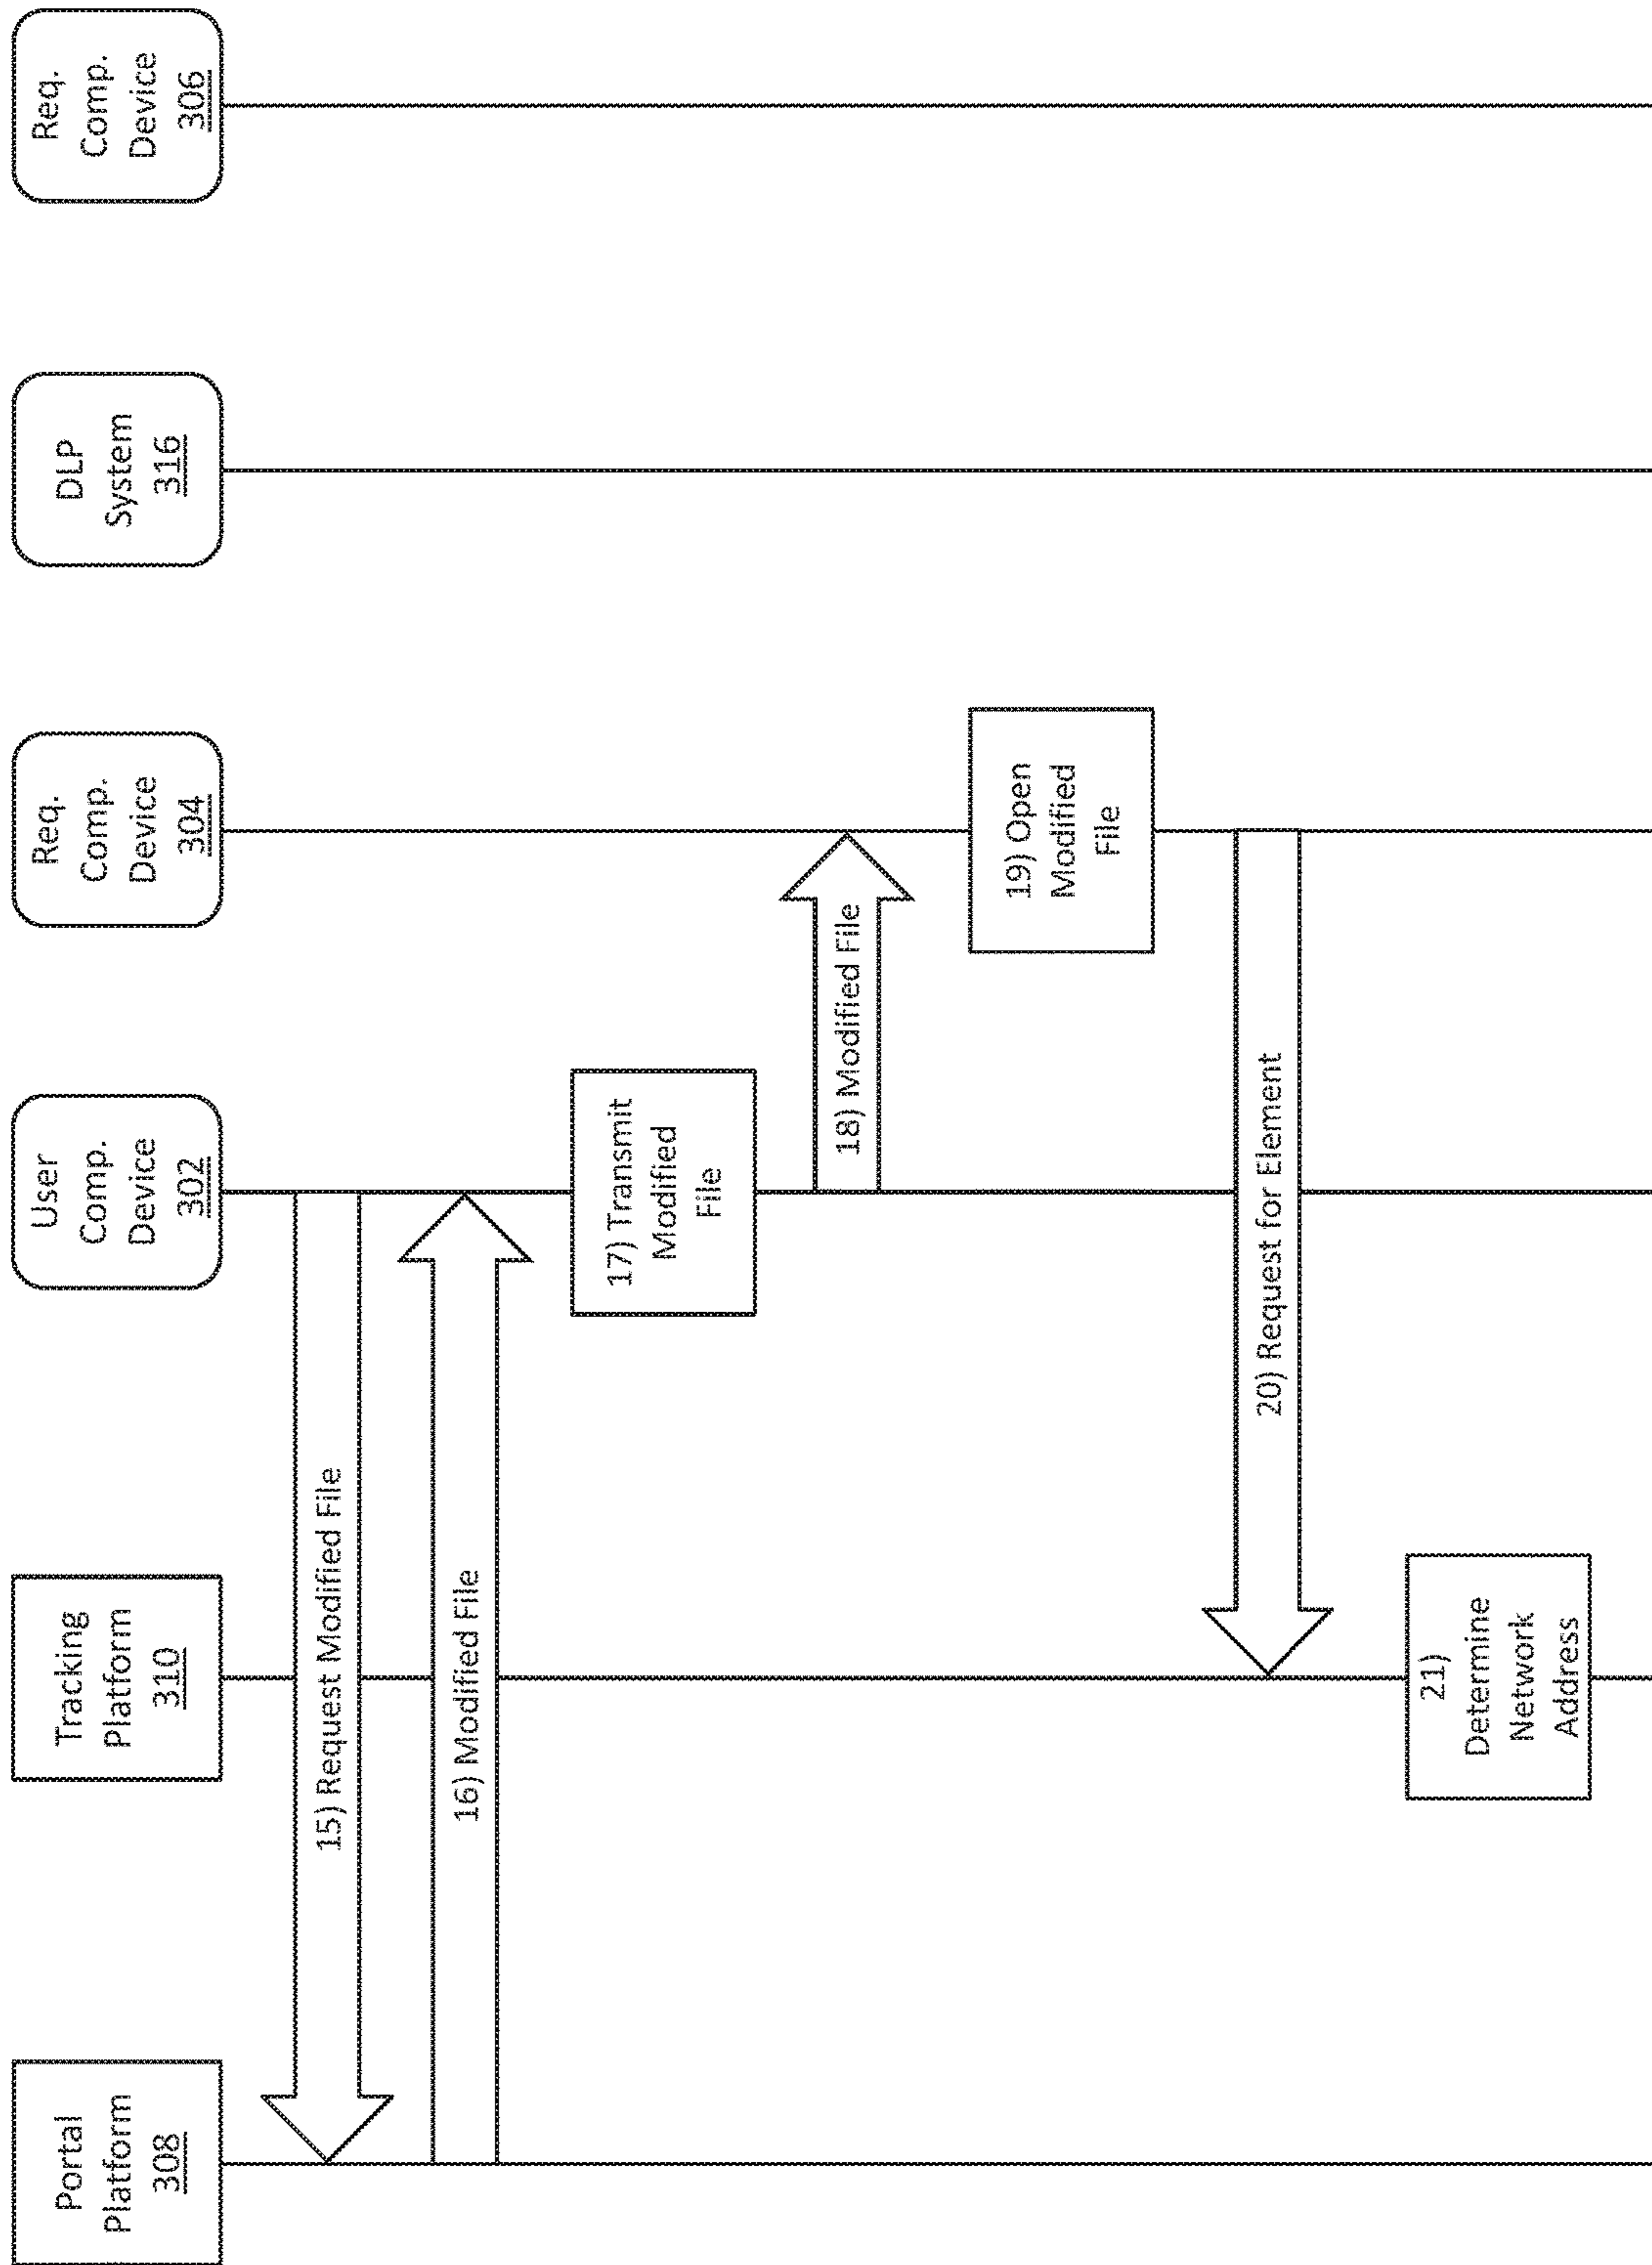 Portal
Platform
308
Tracking
Platform
310
User
Comp.
Device
302
Req.
Comp.
Device
304
DLP
System
316
Req.
Comp.
Device
306
15) Request Modified File
16) Modified File
17) Transmit
Modified
File
18) Modified File
19) Open
Modified
File
20) Request for Element
21)
Determine
Network
Address